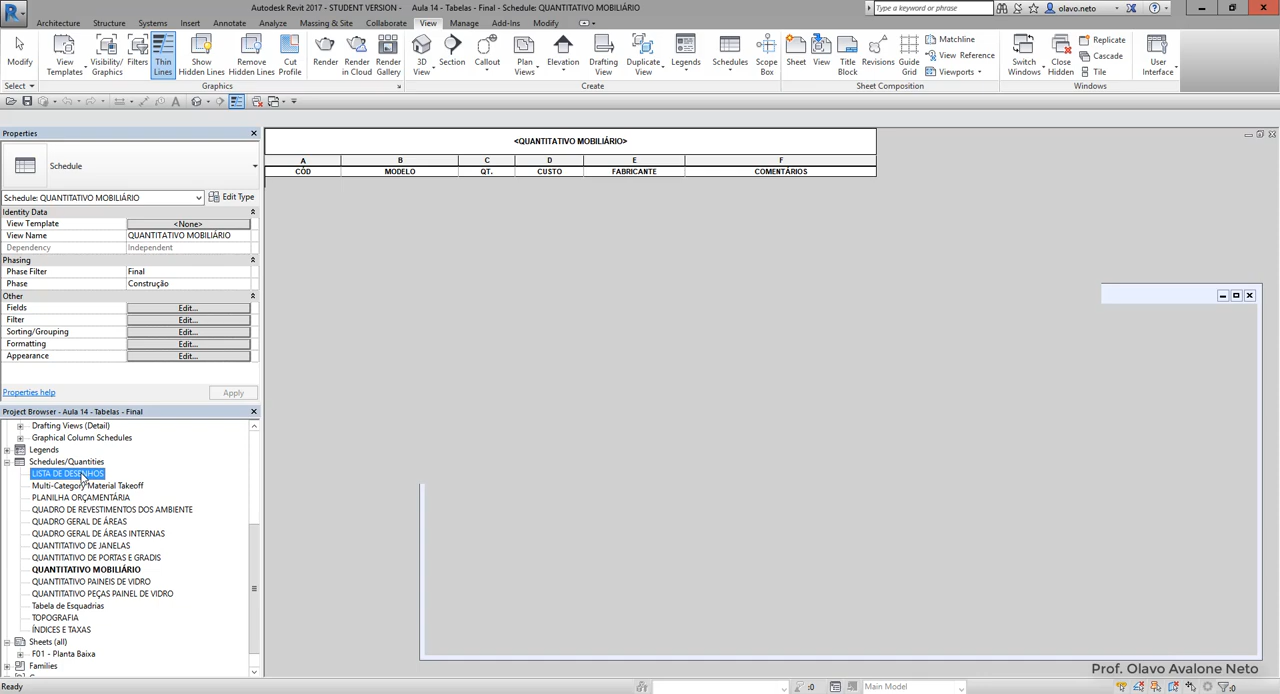 Autodesk Revit 2017 - STUDENT VERSION - Aula 14 - Tabelas - Final - Schedule: QUANTITATIVO MOBILIÁRIO
Type a keyword or phrase
olavo.neto
Architecture Structure Systems Insert Annotate Analyze Massing & Site Collaborate View Manage Add-Ins Modify
Modify
View Templates
Visibility/ Graphics
Filters
Thin Lines
Show Hidden Lines
Remove Hidden Lines
Cut Profile
Render
Render in Cloud
Render Gallery
3D View
Section
Callout
Plan Views
Elevation
Drafting View
Duplicate View
Legends
Schedules
Scope Box
Sheet
View
Title Block
Revisions
Guide Grid
Matchline
View Reference
Viewports
Switch Windows
Close Hidden
Replicate
Cascade
Tile
User Interface
Select Graphics Create Sheet Composition Windows
Properties
Schedule
Schedule: QUANTITATIVO MOBILIÁRIO Edit Type
Identity Data
View Template <None>
View Name QUANTITATIVO MOBILIÁRIO
Dependency Independent
Phasing
Phase Filter Final
Phase Construção
Other
Fields Edit...
Filter Edit...
Sorting/Grouping Edit...
Formatting Edit...
Appearance Edit...
Properties help Apply
Project Browser - Aula 14 - Tabelas - Final
Drafting Views (Detail)
Graphical Column Schedules
Legends
Schedules/Quantities
LISTA DE DESENHOS
Multi-Category Material Takeoff
PLANILHA ORÇAMENTÁRIA
QUADRO DE REVESTIMENTOS DOS AMBIENTE
QUADRO GERAL DE ÁREAS
QUADRO GERAL DE ÁREAS INTERNAS
QUANTITATIVO DE JANELAS
QUANTITATIVO DE PORTAS E GRADIS
QUANTITATIVO MOBILIÁRIO
QUANTITATIVO PAINEIS DE VIDRO
QUANTITATIVO PEÇAS PAINEL DE VIDRO
Tabela de Esquadrias
TOPOGRAFIA
ÍNDICES E TAXAS
Sheets (all)
F01 - Planta Baixa
Families
<QUANTITATIVO MOBILIÁRIO>
A B C D E F
CÓD MODELO QT. CUSTO FABRICANTE COMENTÁRIOS
Prof. Olavo Avalone Neto
Ready
:0
Main Model
:0